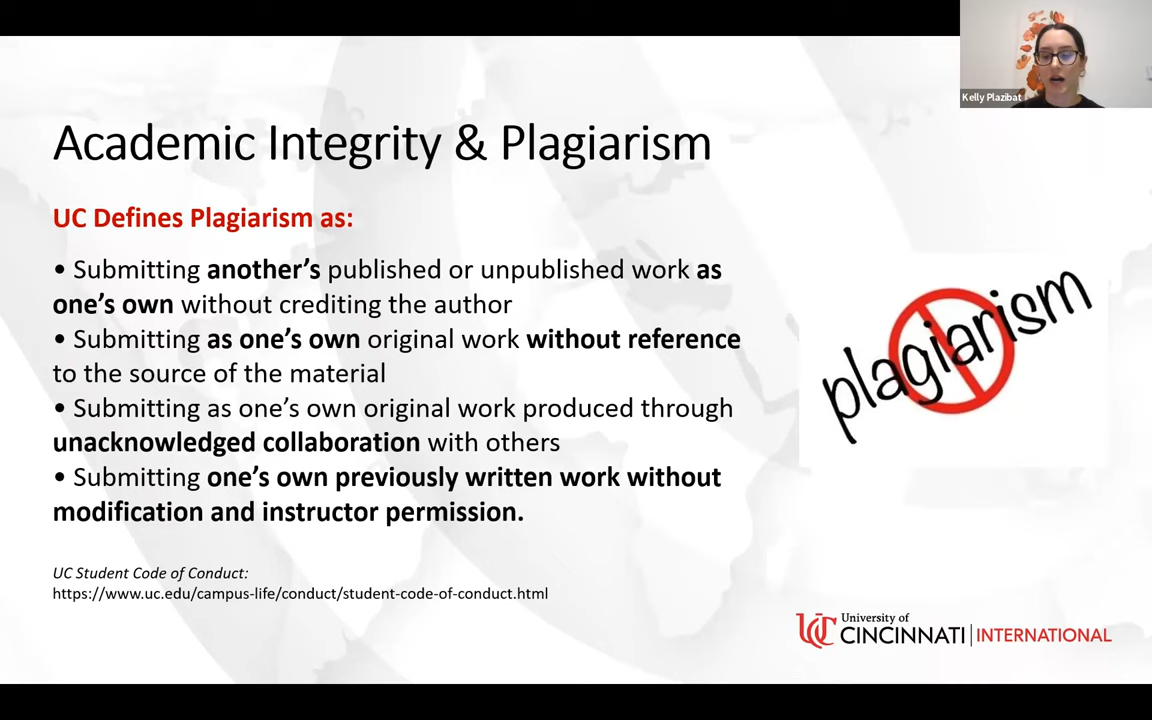 Kelly Plazibat
Academic Integrity & Plagiarism
UC Defines Plagiarism as:
• Submitting another’s published or unpublished work as
one’s own without crediting the author
• Submitting as one’s own original work without reference
to the source of the material
• Submitting as one’s own original work produced through
unacknowledged collaboration with others
• Submitting one’s own previously written work without
modification and instructor permission.
plagiarism
UC Student Code of Conduct:
https://www.uc.edu/campus-life/conduct/student-code-of-conduct.html
UC University of
CINCINNATI | INTERNATIONAL